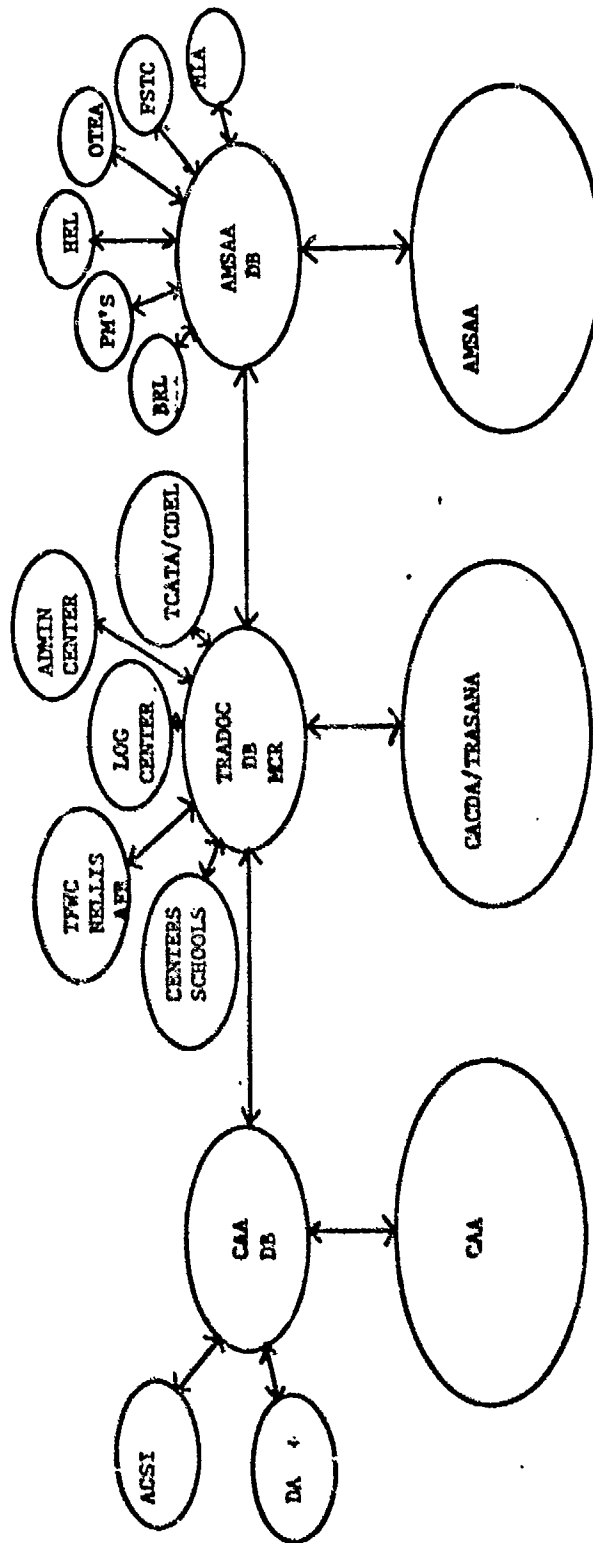 ACSI
DA
CAA
DB
CAA
TFWC
NELLIS
AFB
CENTERS
SCHOOLS
LOG
CENTER
ADMIN
CENTER
TCATA/CDEL
TRADOC
DB
MCR
CACDA/TRASANA
BRL
PM'S
HEL
OTEA
FSTC
MIA
AMSAA
DB
AMSAA